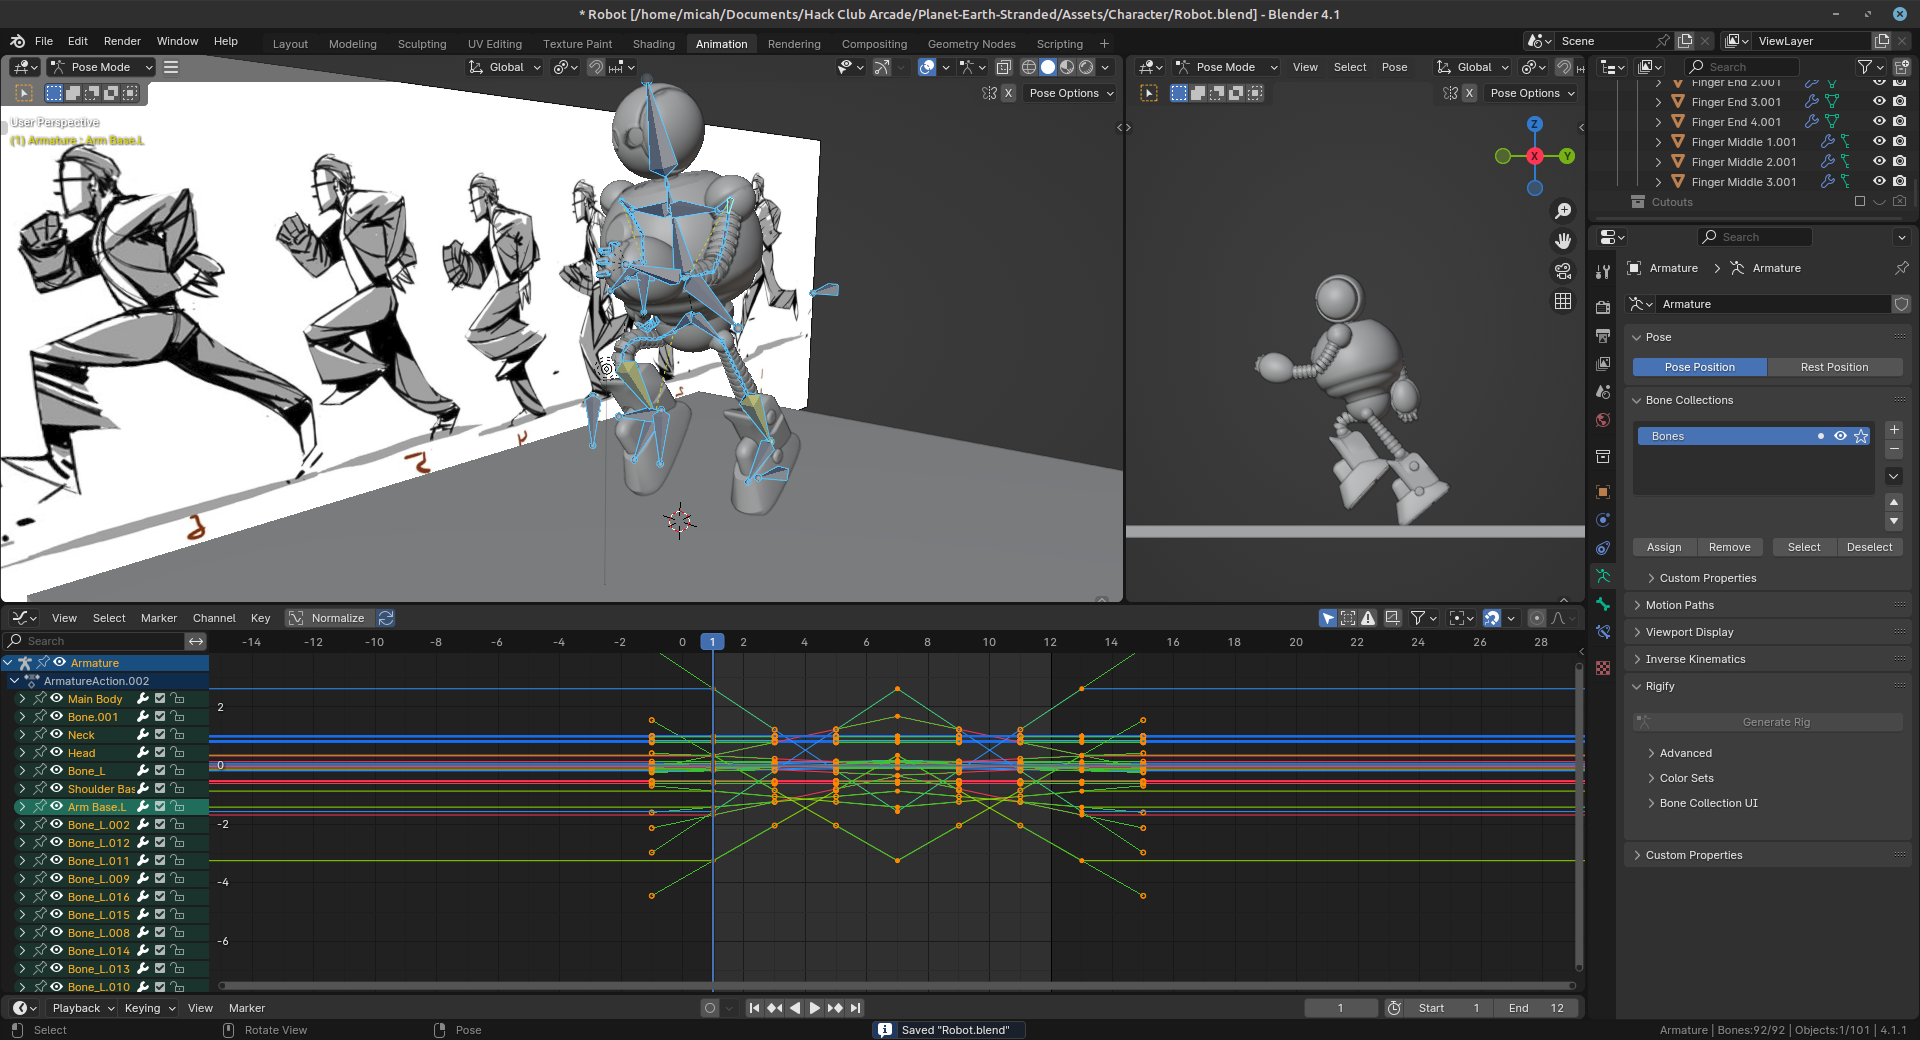 * Robot [/home/micah/Documents/Hack Club Arcade/Planet-Earth-Stranded/Assets/Character/Robot.blend] - Blender 4.1
File Edit Render Window Help Layout Modeling Sculpting UV Editing Texture Paint Shading Animation Rendering Compositing Geometry Nodes Scripting + Scene ViewLayer
Pose Mode Global
Pose Mode View Select Pose Global
Search
X Pose Options
X Pose Options
User Perspective
(1) Armature : Arm Base.L
Z
X
Y
Finger End 2.001
Finger End 3.001
Finger End 4.001
Finger Middle 1.001
Finger Middle 2.001
Finger Middle 3.001
Cutouts
Search
Armature > Armature
Armature
Pose
Pose Position Rest Position
Bone Collections
Bones
Assign Remove Select Deselect
Custom Properties
Motion Paths
Viewport Display
Inverse Kinematics
Rigify
Generate Rig
Advanced
Color Sets
Bone Collection UI
Custom Properties
View Select Marker Channel Key Normalize
Search
-14 -12 -10 -8 -6 -4 -2 0 1 2 4 6 8 10 12 14 16 18 20 22 24 26 28
2
0
-2
-4
-6
Armature
ArmatureAction.002
Main Body
Bone.001
Neck
Head
Bone_L
Shoulder Bas
Arm Base.L
Bone_L.002
Bone_L.012
Bone_L.011
Bone_L.009
Bone_L.016
Bone_L.015
Bone_L.008
Bone_L.014
Bone_L.013
Bone_L.010
Playback Keying View Marker 1 Start 1 End 12
Select Rotate View Pose Saved "Robot.blend" Armature | Bones:92/92 | Objects:1/101 | 4.1.1